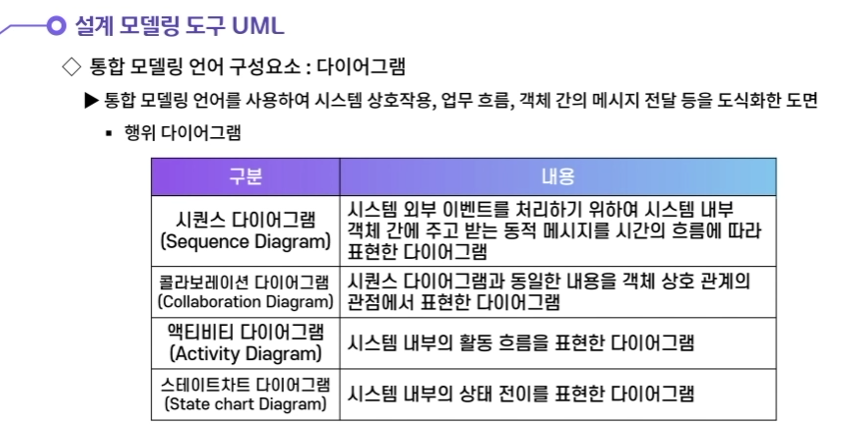 설계 모델링 도구 UML
◇ 통합 모델링 언어 구성요소 : 다이어그램
▶ 통합 모델링 언어를 사용하여 시스템 상호작용, 업무 흐름, 객체 간의 메시지 전달 등을 도식화한 도면
▪ 행위 다이어그램
구분
내용
시퀀스 다이어그램
(Sequence Diagram)
시스템 외부 이벤트를 처리하기 위하여 시스템 내부
객체 간에 주고 받는 동적 메시지를 시간의 흐름에 따라
표현한 다이어그램
콜라보레이션 다이어그램
(Collaboration Diagram)
시퀀스 다이어그램과 동일한 내용을 객체 상호 관계의
관점에서 표현한 다이어그램
액티비티 다이어그램
(Activity Diagram)
시스템 내부의 활동 흐름을 표현한 다이어그램
스테이트차트 다이어그램
(State chart Diagram)
시스템 내부의 상태 전이를 표현한 다이어그램